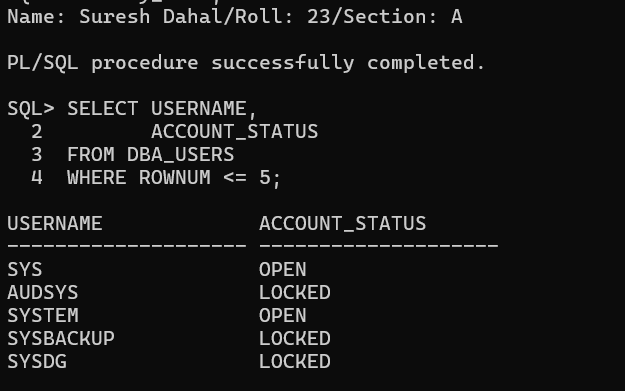 Name: Suresh Dahal/Roll: 23/Section: A
PL/SQL procedure successfully completed.
SQL> SELECT USERNAME,
  2         ACCOUNT_STATUS
  3  FROM DBA_USERS
  4  WHERE ROWNUM <= 5;
USERNAME             ACCOUNT_STATUS
-------------------- --------------------
SYS                  OPEN
AUDSYS               LOCKED
SYSTEM               OPEN
SYSBACKUP            LOCKED
SYSDG                LOCKED